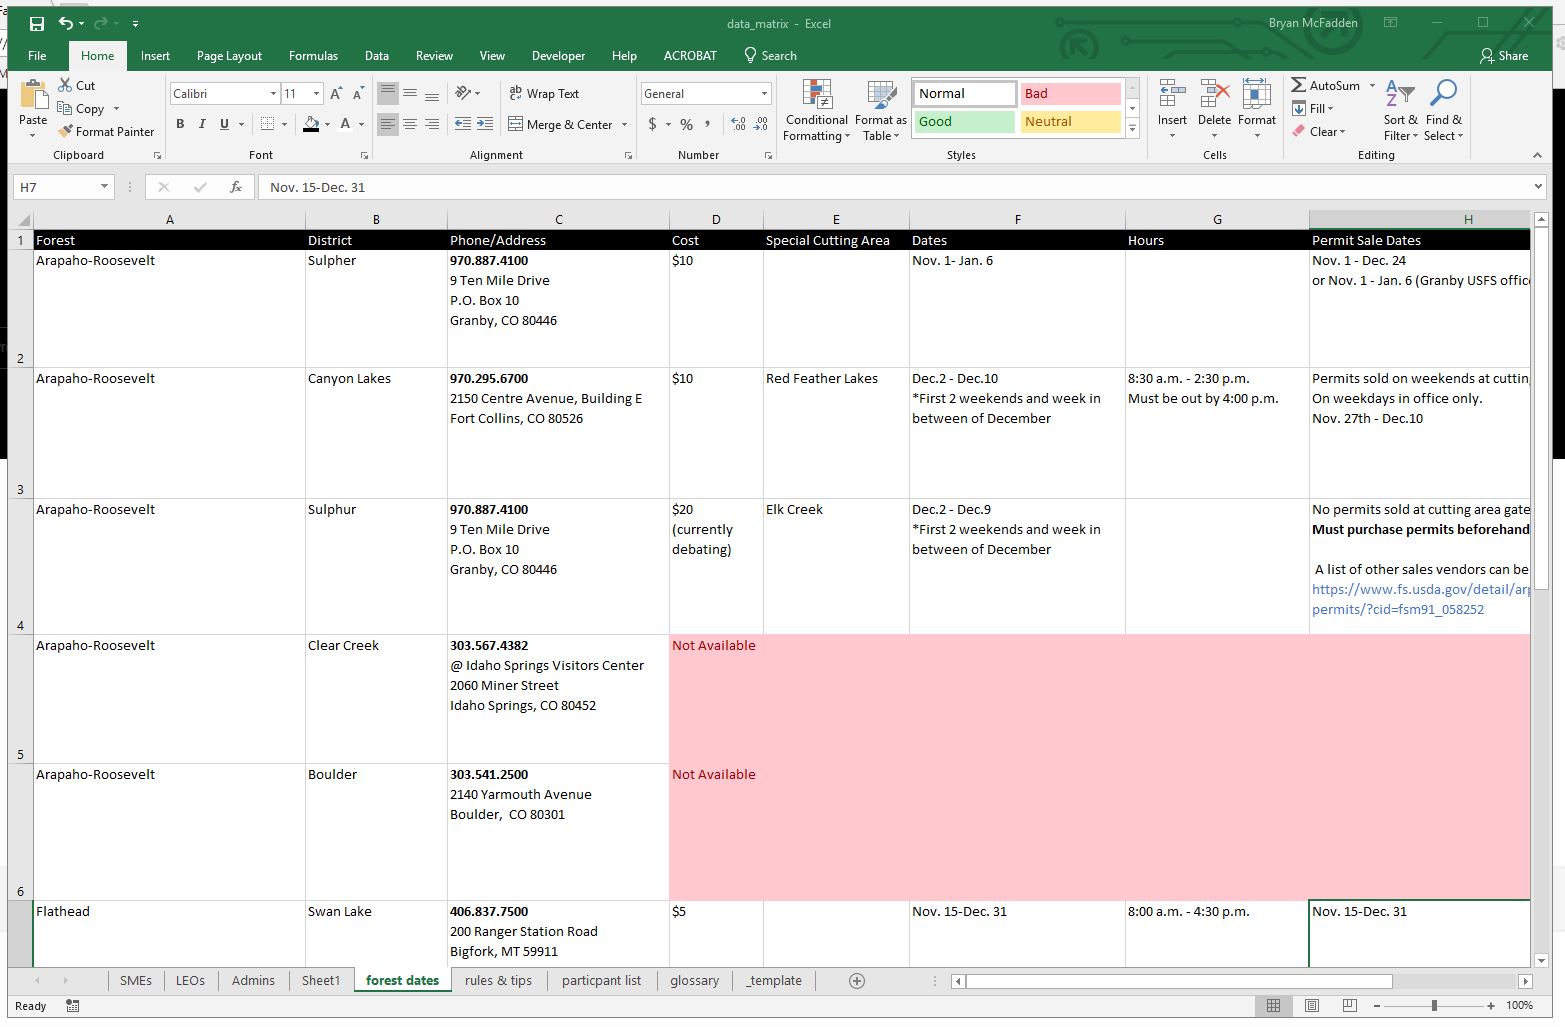 data_matrix - Excel
Bryan McFadden
File Home Insert Page Layout Formulas Data Review View Developer Help ACROBAT Search
Share
Paste
Cut
Copy
Format Painter
Calibri 11
B I U
A A
Wrap Text
Merge & Center
General
$ % ,
Conditional Formatting
Format as Table
Normal Bad
Good Neutral
Insert Delete Format
AutoSum
Fill
Clear
Sort & Filter
Find & Select
Clipboard Font Alignment Number Styles Cells Editing
H7
fx
Nov. 15-Dec. 31
A B C D E F G H
1 Forest District Phone/Address Cost Special Cutting Area Dates Hours Permit Sale Dates
Arapaho-Roosevelt Sulpher 970.887.4100 $10 Nov. 1- Jan. 6 Nov. 1 - Dec. 24
9 Ten Mile Drive or Nov. 1 - Jan. 6 (Granby USFS offic
P.O. Box 10
Granby, CO 80446
2
Arapaho-Roosevelt Canyon Lakes 970.295.6700 $10 Red Feather Lakes Dec.2 - Dec.10 8:30 a.m. - 2:30 p.m. Permits sold on weekends at cutting
2150 Centre Avenue, Building E *First 2 weekends and week in Must be out by 4:00 p.m. On weekdays in office only.
Fort Collins, CO 80526 between of December Nov. 27th - Dec.10
3
Arapaho-Roosevelt Sulphur 970.887.4100 $20 Elk Creek Dec.2 - Dec.9 No permits sold at cutting area gate
9 Ten Mile Drive (currently *First 2 weekends and week in Must purchase permits beforehand
P.O. Box 10 debating) between of December
Granby, CO 80446 A list of other sales vendors can be
https://www.fs.usda.gov/detail/arp
permits/?cid=fsm91_058252
4
Arapaho-Roosevelt Clear Creek 303.567.4382 Not Available
@ Idaho Springs Visitors Center
2060 Miner Street
Idaho Springs, CO 80452
5
Arapaho-Roosevelt Boulder 303.541.2500 Not Available
2140 Yarmouth Avenue
Boulder, CO 80301
6
Flathead Swan Lake 406.837.7500 $5 Nov. 15-Dec. 31 8:00 a.m. - 4:30 p.m. Nov. 15-Dec. 31
200 Ranger Station Road
Bigfork, MT 59911
SMEs LEOs Admins Sheet1 forest dates rules & tips particpant list glossary _template
Ready
100%